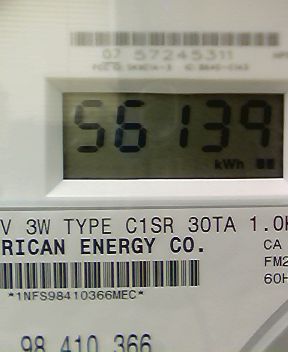 07 57245311
56139
kWh
V 3W TYPE C1SR 30TA 1.0
RICAN ENERGY CO.
CA
FM2
60H
*1NFS98410366MEC*
98 410 366